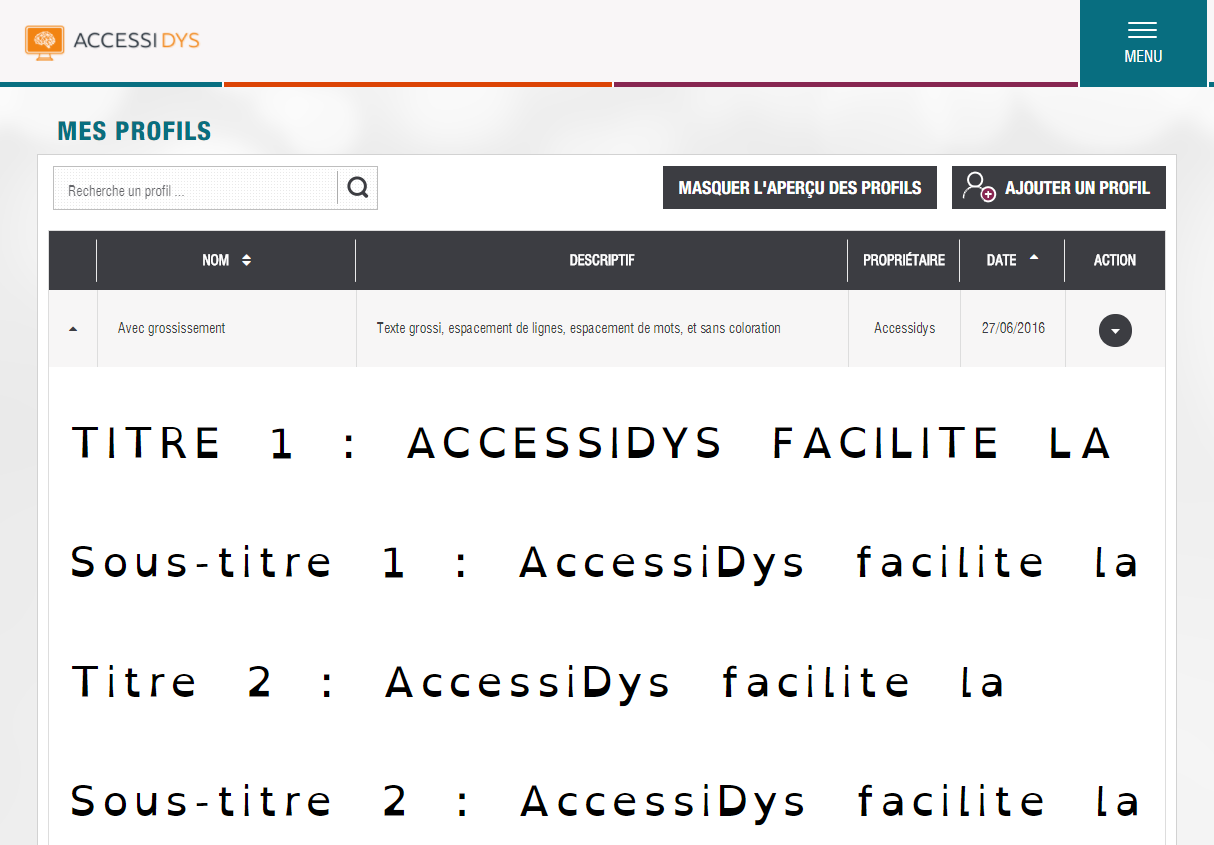 ACCESSIDYS
MENU
MES PROFILS
Recherche un profil ...
MASQUER L'APERÇU DES PROFILS
AJOUTER UN PROFIL
NOM DESCRIPTIF PROPRIÉTAIRE DATE ACTION
Avec grossissement Texte grossi, espacement de lignes, espacement de mots, et sans coloration Accessidys 27/06/2016
TITRE 1 : ACCESSIDYS FACILITE LA
Sous-titre 1 : AccessiDys facilite la
Titre 2 : AccessiDys facilite la
Sous-titre 2 : AccessiDys facilite la